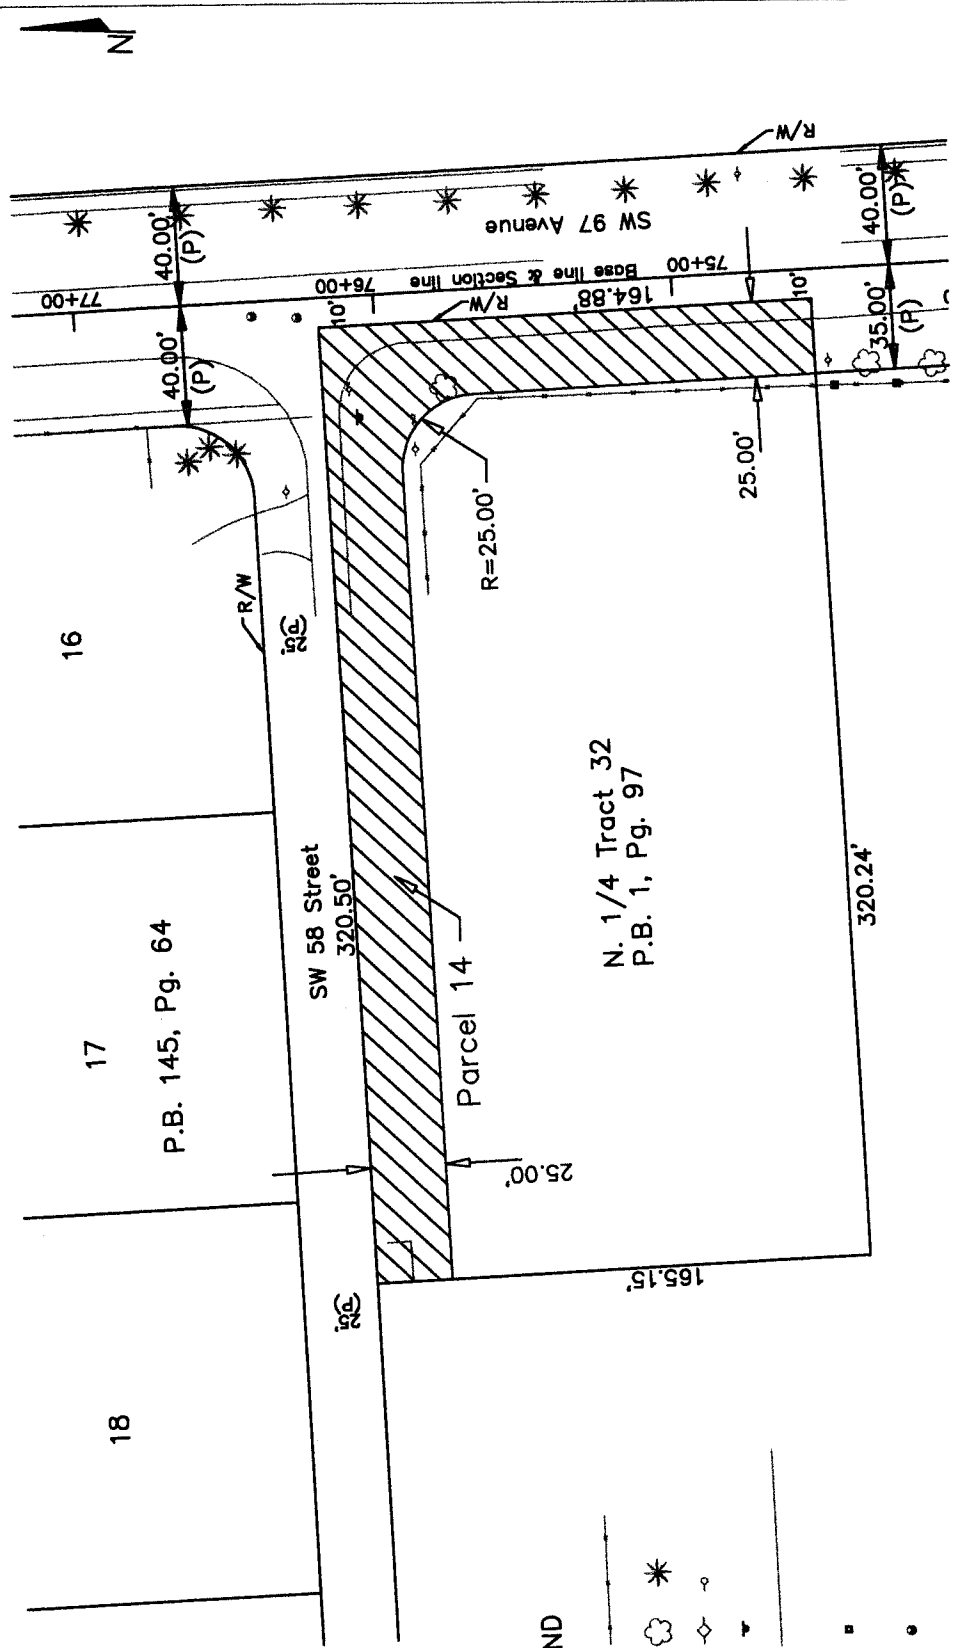 N
R/W
40.00'
(P)
SW 97 Avenue
40.00'
(P)
77+00
76+00
Base line & Section line
75+00
40.00'
(P)
10'
R/W
164.88'
10'
35.00'
(P)
16
R/W
25'
(P)
R=25.00'
25.00'
17
P.B. 145, Pg. 64
SW 58 Street
320.50'
Parcel 14
25.00'
N. 1/4 Tract 32
P.B. 1, Pg. 97
320.24'
165.15'
18
25'
(P)